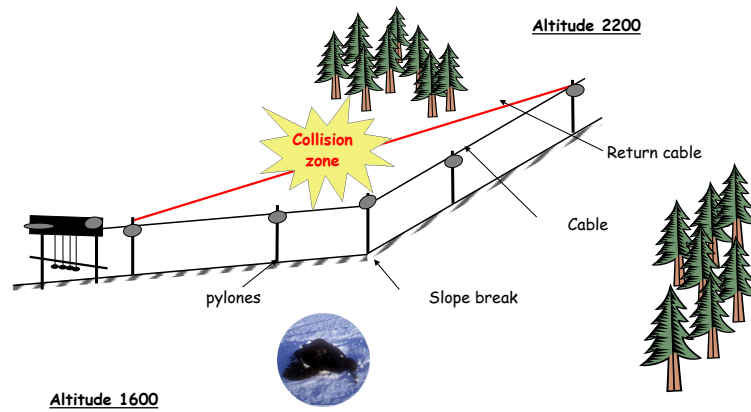 Altitude 2200
Collision
zone
Return cable
Cable
pylones
Slope break
Altitude 1600